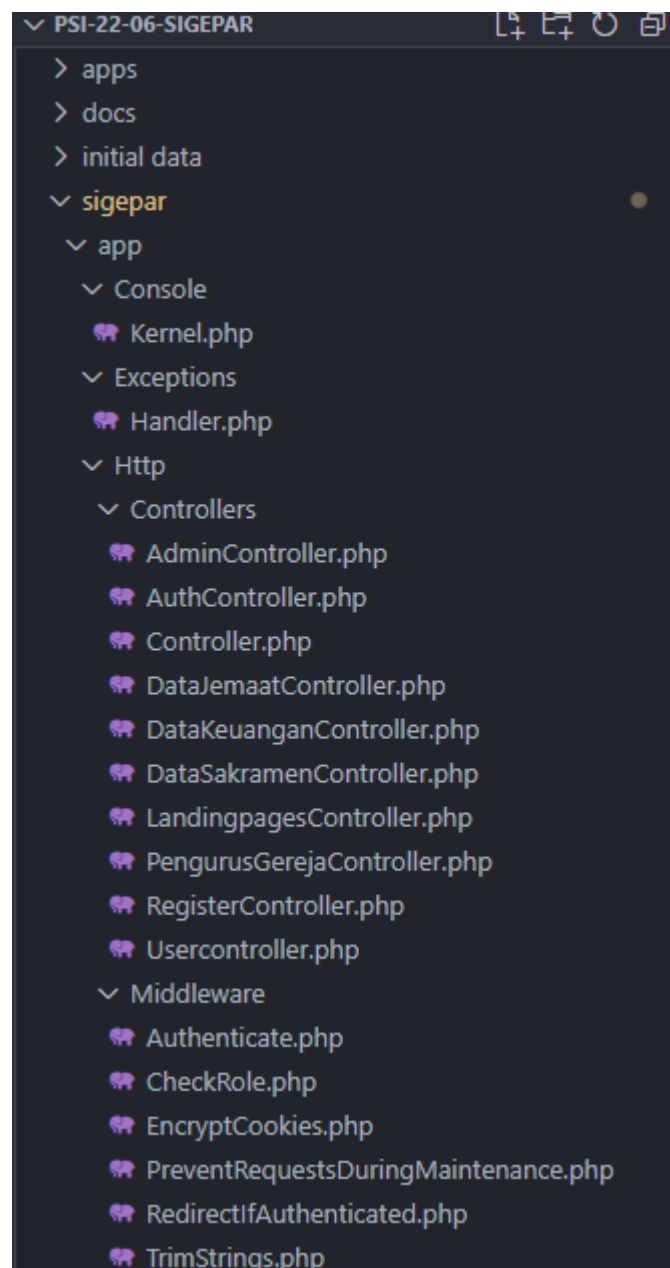 PSI-22-06-SIGEPAR
apps
docs
initial data
sigepar
app
Console
Kernel.php
Exceptions
Handler.php
Http
Controllers
AdminController.php
AuthController.php
Controller.php
DataJemaatController.php
DataKeuanganController.php
DataSakramenController.php
LandingpagesController.php
PengurusGerejaController.php
RegisterController.php
Usercontroller.php
Middleware
Authenticate.php
CheckRole.php
EncryptCookies.php
PreventRequestsDuringMaintenance.php
RedirectIfAuthenticated.php
TrimStrings.php